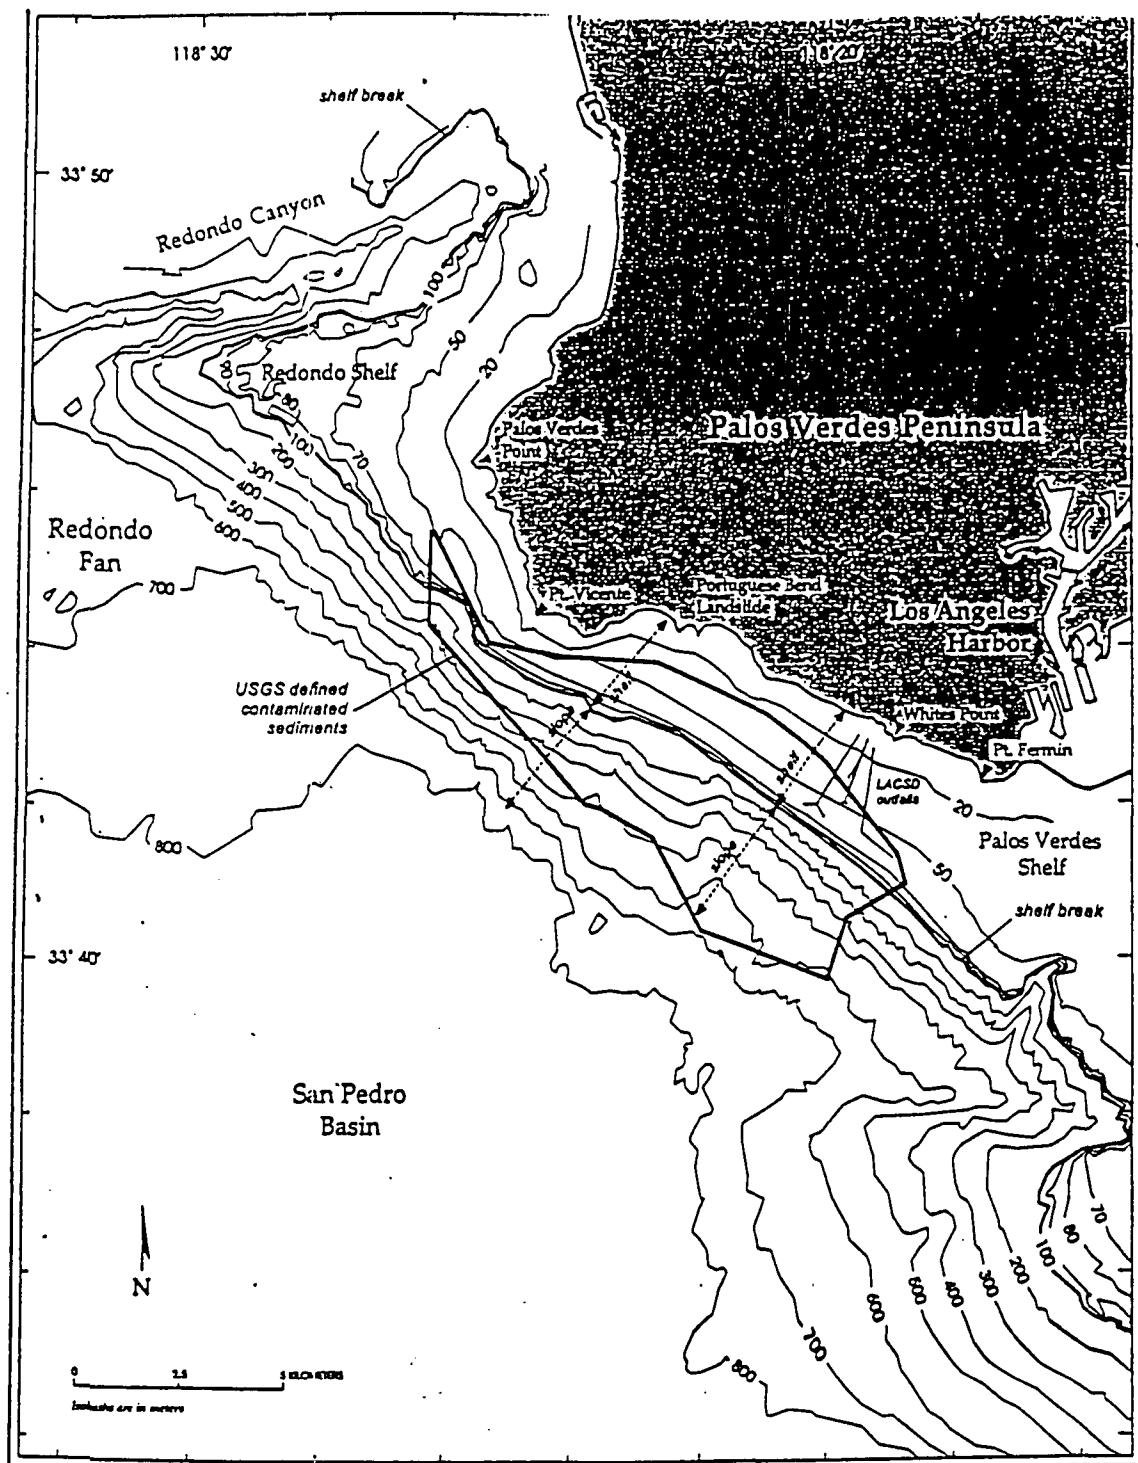 118° 30'
118° 20'
shelf break
33° 50'
Redondo Canyon
100
50
20
Redondo Shelf
80
100
70
200
300
400
500
600
Palos Verdes
Point
Palos Verdes Peninsula
Redondo
Fan
700
Pt. Vicente
Portuguese Bend
Landslide
Los Angeles
Harbor
USGS defined
contaminated
sediments
shelf
slope
Whites Point
Pt. Fermin
shelf
LACSD
outfalls
20
800
slope
Palos Verdes
Shelf
50
shelf break
33° 40'
San Pedro
Basin
N
70
80
100
200
300
400
500
600
700
800
0 2.5 5 KILOMETERS
Isobaths are in meters